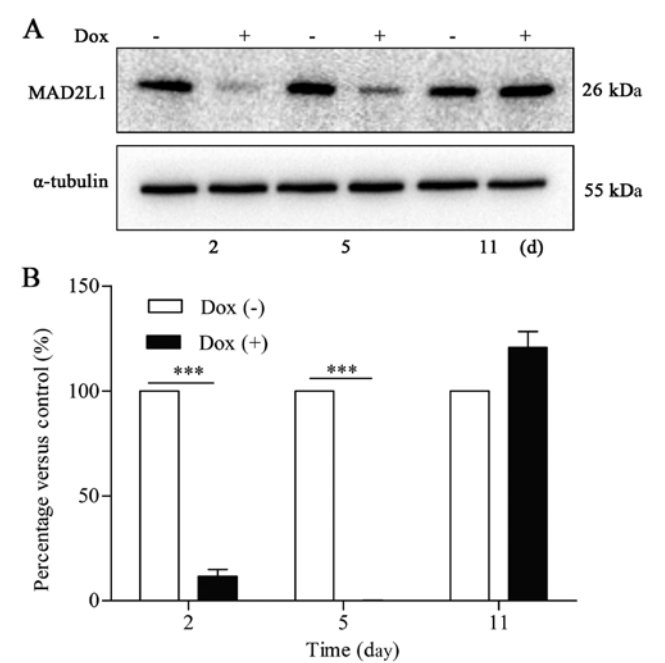 A
Dox - + - + - +
MAD2L1
26 kDa
α-tubulin
55 kDa
2 5 11 (d)
B
150
Dox (-)
Dox (+)
*** ***
100
50
0
Percentage versus control (%)
2 5 11
Time (day)